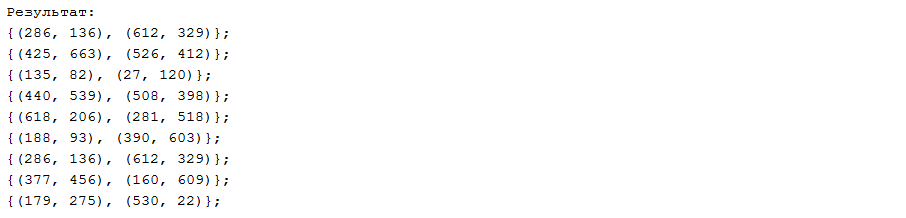 Результат:
{(286, 136), (612, 329)};
{(425, 663), (526, 412)};
{(135, 82), (27, 120)};
{(440, 539), (508, 398)};
{(618, 206), (281, 518)};
{(188, 93), (390, 603)};
{(286, 136), (612, 329)};
{(377, 456), (160, 609)};
{(179, 275), (530, 22)};